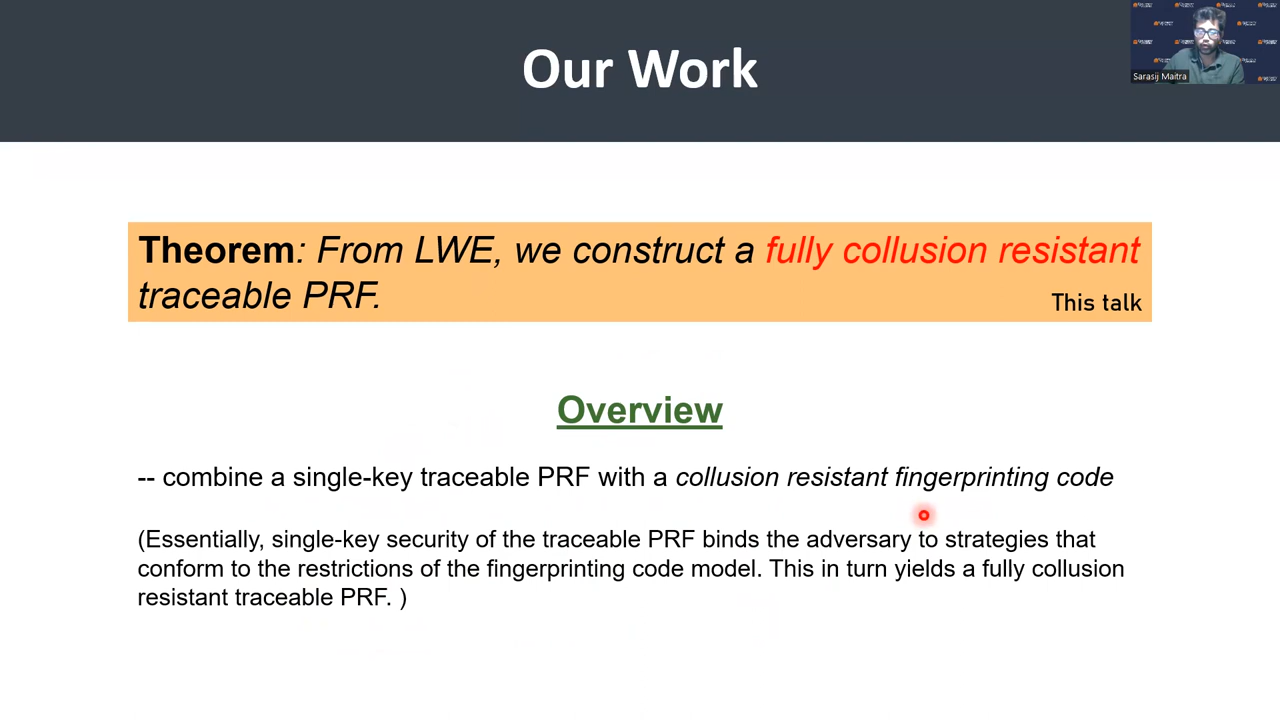 Our Work
Sarasij Maitra
Theorem: From LWE, we construct a fully collusion resistant
traceable PRF.
This talk
Overview
-- combine a single-key traceable PRF with a collusion resistant fingerprinting code
(Essentially, single-key security of the traceable PRF binds the adversary to strategies that
conform to the restrictions of the fingerprinting code model. This in turn yields a fully collusion
resistant traceable PRF. )